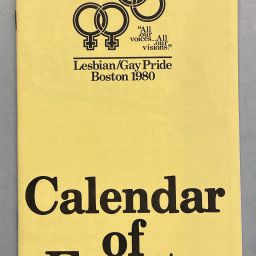 "All
our
voices...All
our
visions."
Lesbian/Gay Pride
Boston 1980
Calendar
of